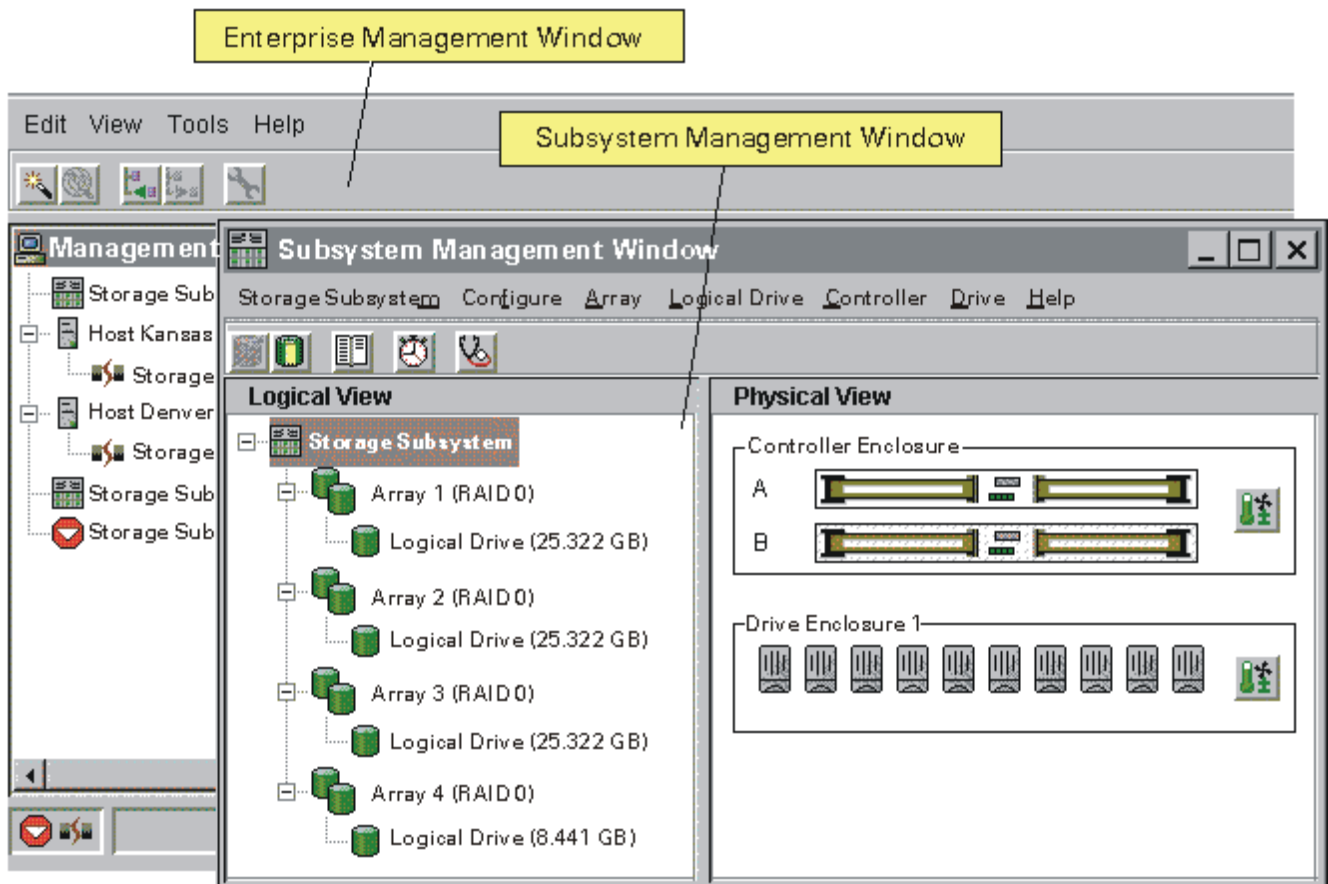 Enterprise Management Window
Edit View Tools Help
Subsystem Management Window
Management
Storage Sub
Host Kansas
Storage
Host Denver
Storage
Storage Sub
Storage Sub
Subsystem Management Window
Storage Subsystem Configure Array Logical Drive Controller Drive Help
Logical View
Storage Subsystem
Array 1 (RAID 0)
Logical Drive (25.322 GB)
Array 2 (RAID 0)
Logical Drive (25.322 GB)
Array 3 (RAID 0)
Logical Drive (25.322 GB)
Array 4 (RAID 0)
Logical Drive (8.441 GB)
Physical View
Controller Enclosure
A
B
Drive Enclosure 1